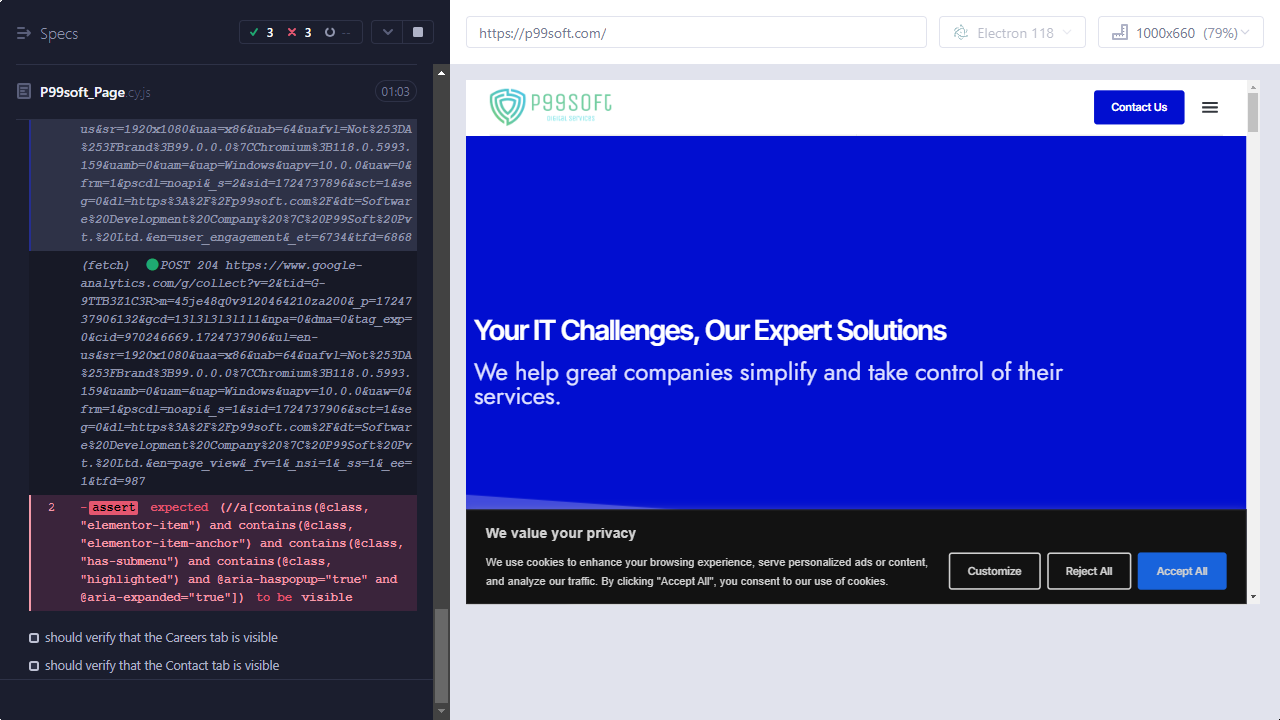 Specs
3 3 --
https://p99soft.com/
Electron 118
1000x660 (79%)
P99soft_Page.cy.js
01:03
us&sr=1920x1080&uaa=x86&uab=64&uafvl=Not%253DA
%253FBrand%3B99.0.0.0%7CChromium%3B118.0.5993.
159&uamb=0&uam=&uap=Windows&uapv=10.0.0&uaw=0&
frm=1&pscdl=noapi&_s=2&sid=1724737896&sct=1&se
g=0&dl=https%3A%2F%2Fp99soft.com%2F&dt=Softwar
e%20Development%20Company%20%7C%20P99Soft%20Pv
t.%20Ltd.&en=user_engagement&_et=6734&tfd=6868
(fetch) POST 204 https://www.google-
analytics.com/g/collect?v=2&tid=G-
9TTB3Z1C3R>m=45je48q0v9120464210za200&_p=17247
37906132&gcd=13l3l3l3l1l1&npa=0&dma=0&tag_exp=
0&cid=970246669.1724737906&ul=en-
us&sr=1920x1080&uaa=x86&uab=64&uafvl=Not%253DA
%253FBrand%3B99.0.0.0%7CChromium%3B118.0.5993.
159&uamb=0&uam=&uap=Windows&uapv=10.0.0&uaw=0&
frm=1&pscdl=noapi&_s=1&sid=1724737906&sct=1&se
g=0&dl=https%3A%2F%2Fp99soft.com%2F&dt=Softwar
e%20Development%20Company%20%7C%20P99Soft%20Pv
t.%20Ltd.&en=page_view&_fv=1&_nsi=1&_ss=1&_ee=
1&tfd=987
2 -assert expected (//a[contains(@class,
"elementor-item") and contains(@class,
"elementor-item-anchor") and contains(@class,
"has-submenu") and contains(@class,
"highlighted") and @aria-haspopup="true" and
@aria-expanded="true"]) to be visible
should verify that the Careers tab is visible
should verify that the Contact tab is visible
P99SOFT
DIGITAL SERVICES
Contact Us
Your IT Challenges, Our Expert Solutions
We help great companies simplify and take control of their
services.
We value your privacy
We use cookies to enhance your browsing experience, serve personalized ads or content,
and analyze our traffic. By clicking "Accept All", you consent to our use of cookies.
Customize
Reject All
Accept All